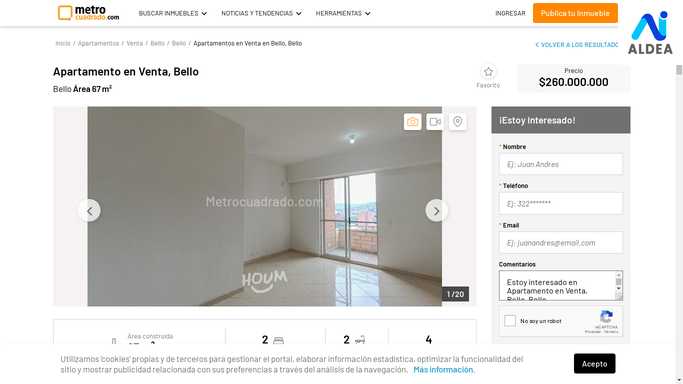 metro
cuadrado.com
BUSCAR INMUEBLES
NOTICIAS Y TENDENCIAS
HERRAMIENTAS
INGRESAR
Publica tu Inmueble
ALDEA
Inicio / Apartamentos / Venta / Bello / Bello / Apartamentos en Venta en Bello, Bello
< VOLVER A LOS RESULTADO
Apartamento en Venta, Bello
Bello Área 67 m²
Favorito
Precio
$260.000.000
Metrocuadrado.com
HOUM
1 / 20
¡Estoy Interesado!
* Nombre
Ej: Juan Andres
* Teléfono
Ej: 322*******
* Email
Ej: juanandres@email.com
Comentarios
Estoy interesado en
Apartamento en Venta,
No soy un robot
reCAPTCHA
Privacidad - Términos
Área construida
2
2
4
Utilizamos 'cookies' propias y de terceros para gestionar el portal, elaborar información estadística, optimizar la funcionalidad del
sitio y mostrar publicidad relacionada con sus preferencias a través del análisis de la navegación. Más información.
Acepto